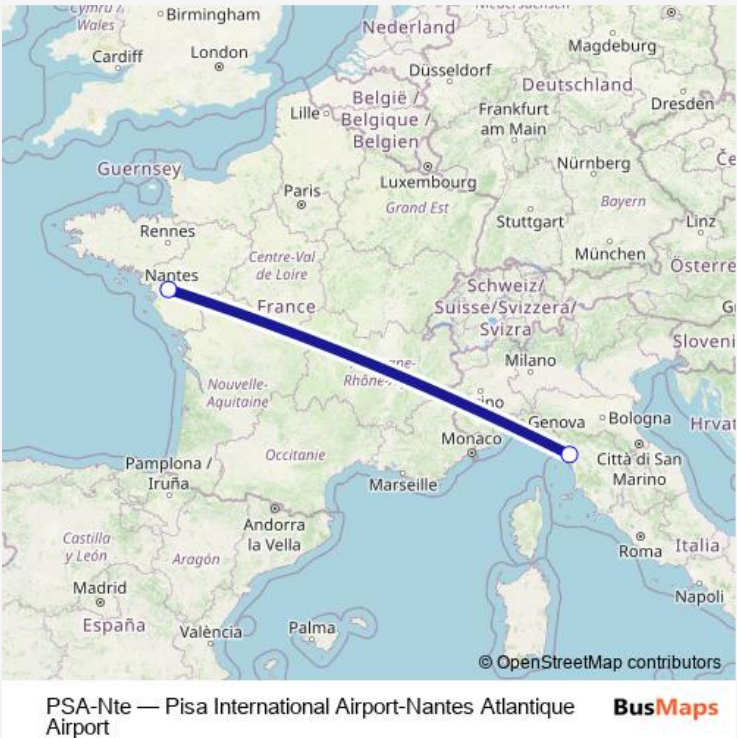 Cymru /
Wales
Birmingham
Nederland
Magdeburg
Cardiff
London
Düsseldorf
Deutschland
België /
Belgique /
Belgien
Lille
Frankfurt
am Main
Dresden
Guernsey
Paris
Luxembourg
Grand Est
Nürnberg
Bayern
Rennes
Stuttgart
Linz
München
Centre-Val
de Loire
Nantes
France
Schweiz/
Suisse/Svizzera/
Svizra
Österre
Sloveni
Milano
Nouvelle-
Aquitaine
Rhône-
Genova
Bologna
Hrvat
Monaco
Pamplona /
Iruña
Occitanie
Marseille
Città di San
Marino
Andorra
la Vella
Castilla
y León
Aragón
Roma
Italia
Madrid
Napoli
España
València
Palma
© OpenStreetMap contributors
PSA-Nte — Pisa International Airport-Nantes Atlantique
Airport
BusMaps